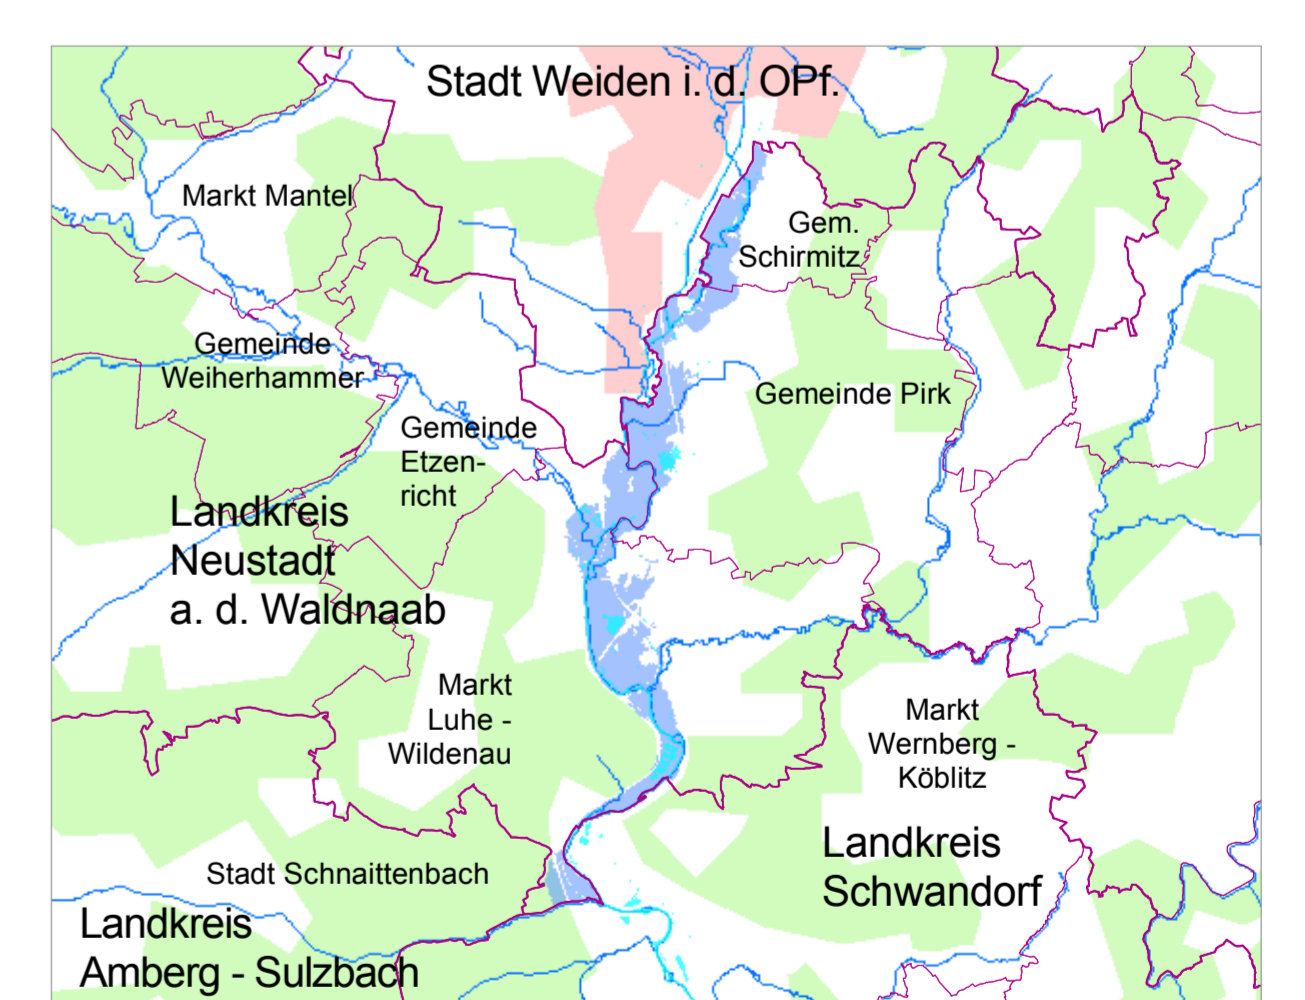 Stadt Weiden i. d. OPf.
Markt Mantel
Gem.
Schirmitz
Gemeinde
Weiherhammer
Gemeinde Pirk
Gemeinde
Etzen-
richt
Landkreis
Neustadt
a. d. Waldnaab
Markt
Luhe -
Wildenau
Markt
Wernberg -
Köblitz
Landkreis
Schwandorf
Stadt Schnaittenbach
Landkreis
Amberg - Sulzbach